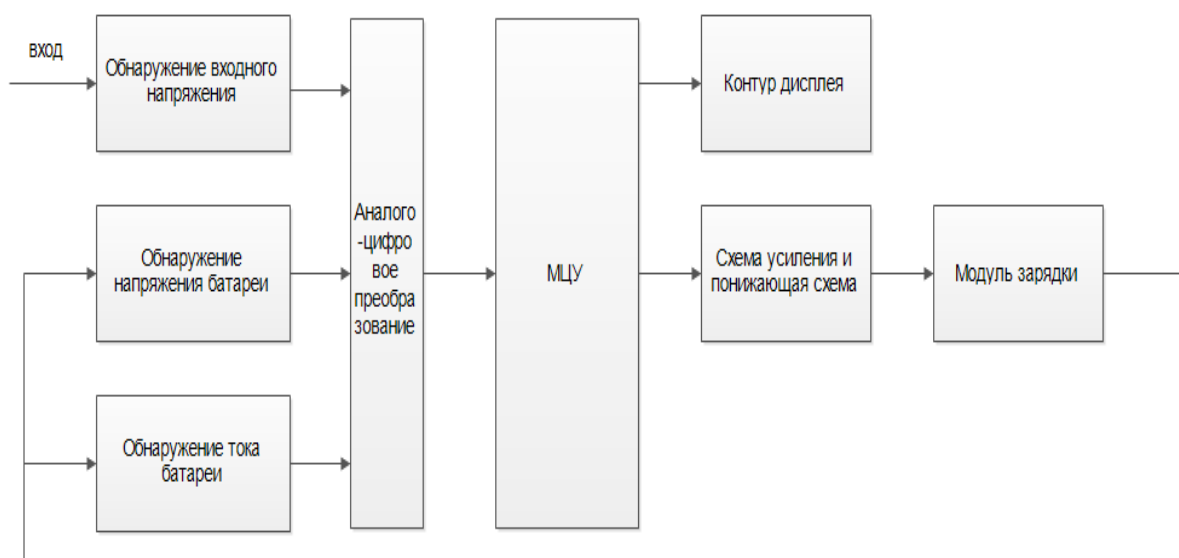 вход
Обнаружение входного
напряжения
Контур дисплея
Обнаружение
напряжения батареи
Аналого
-цифро
вое
преобра
зование
МЦУ
Схема усиления и
понижающая схема
Модуль зарядки
Обнаружение тока
батареи